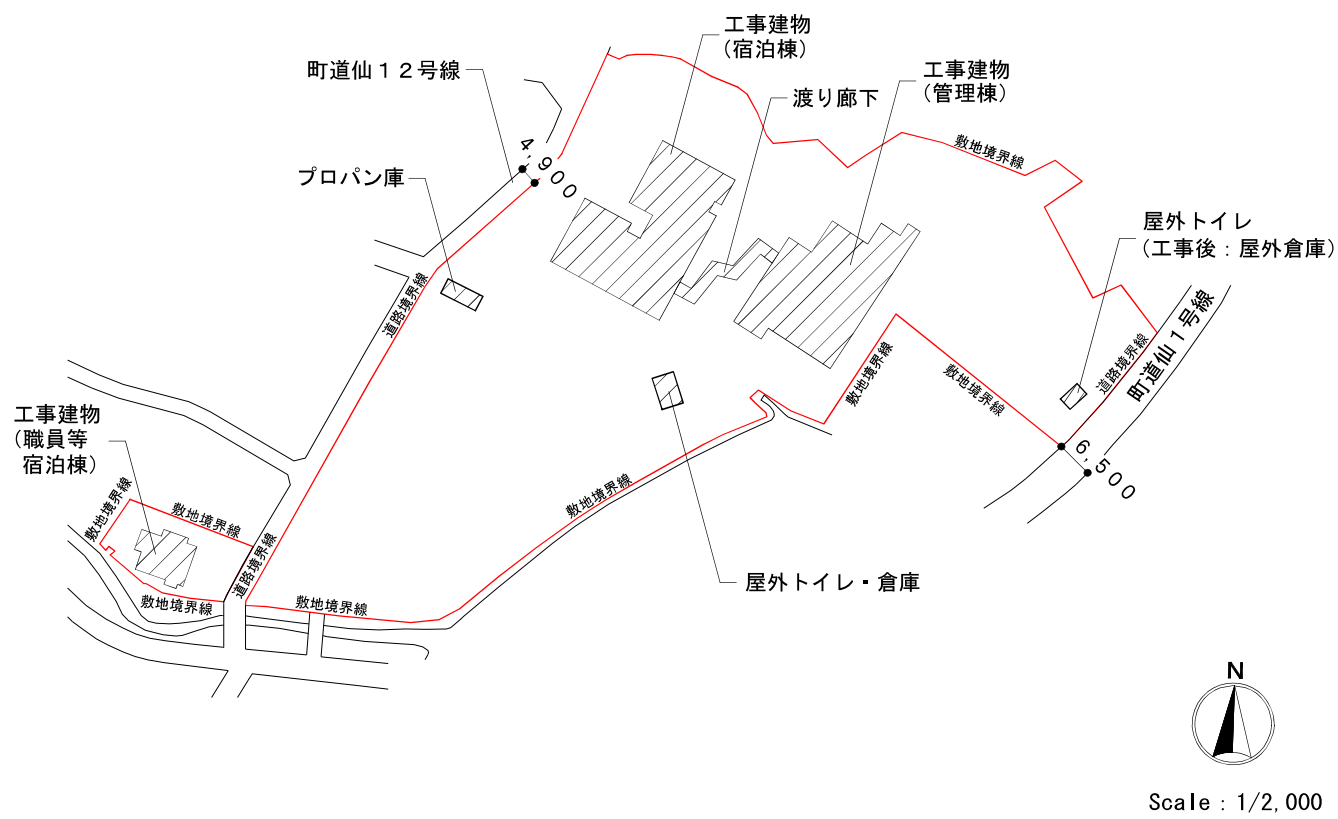 工事建物
(宿泊棟)
町道仙１２号線
渡り廊下
工事建物
(管理棟)
敷地境界線
4,900
プロパン庫
屋外トイレ
(工事後：屋外倉庫)
道路境界線
町道仙１号線
道路境界線
敷地境界線
敷地境界線
工事建物
(職員等
宿泊棟)
6,500
敷地境界線
敷地境界線
敷地境界線
道路境界線
屋外トイレ・倉庫
敷地境界線
敷地境界線
N
Scale：1/2,000